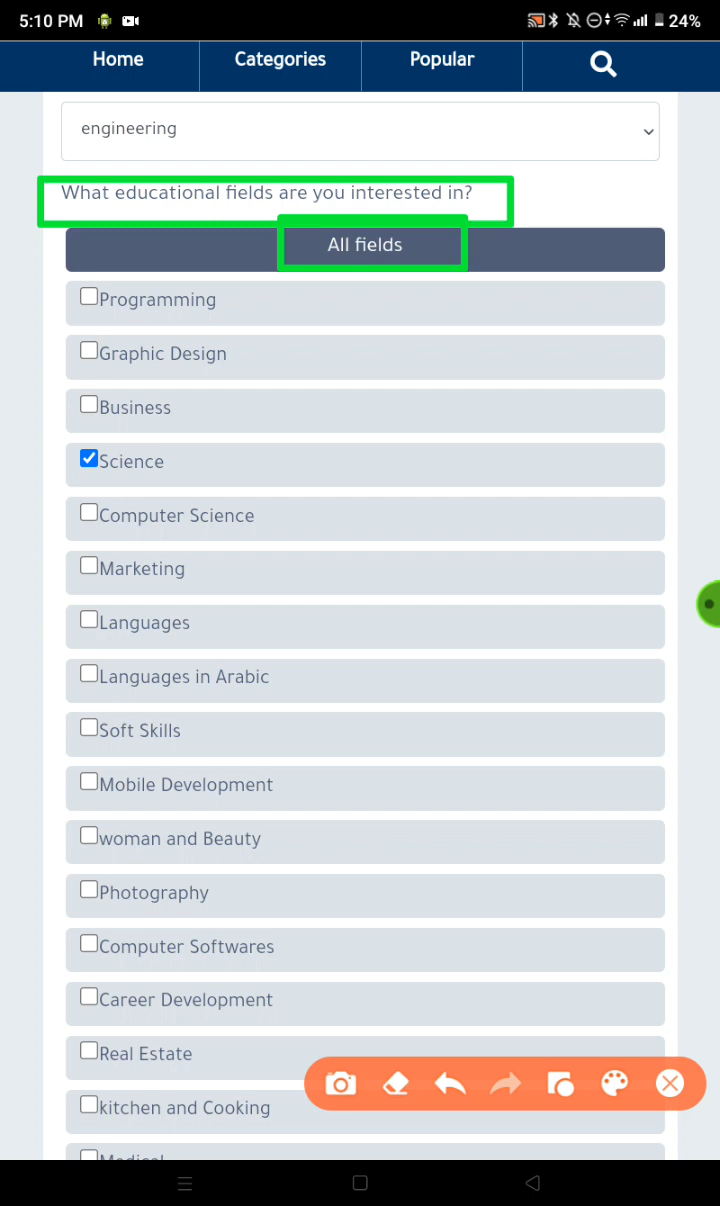 5:10 PM
24%
Home
Categories
Popular
engineering
What educational fields are you interested in?
All fields
Programming
Graphic Design
Business
Science
Computer Science
Marketing
Languages
Languages in Arabic
Soft Skills
Mobile Development
woman and Beauty
Photography
Computer Softwares
Career Development
Real Estate
kitchen and Cooking
Medical